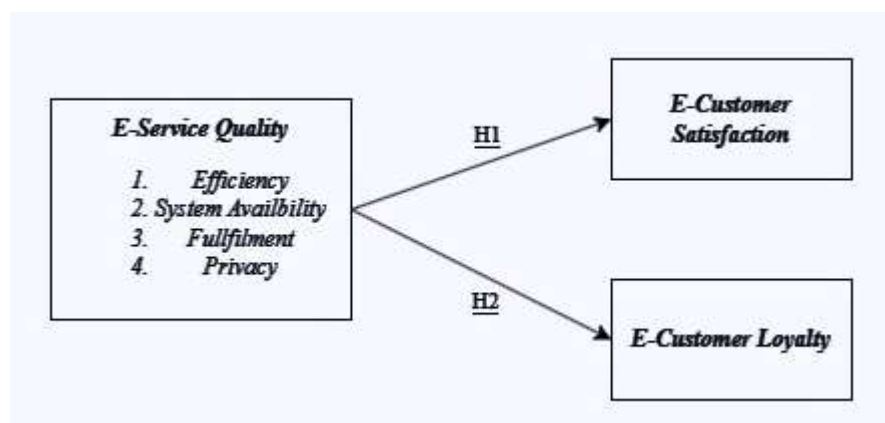 E-Service Quality
1. Efficiency
2. System Availbility
3. Fullfilment
4. Privacy
H1
E-Customer
Satisfaction
H2
E-Customer Loyalty